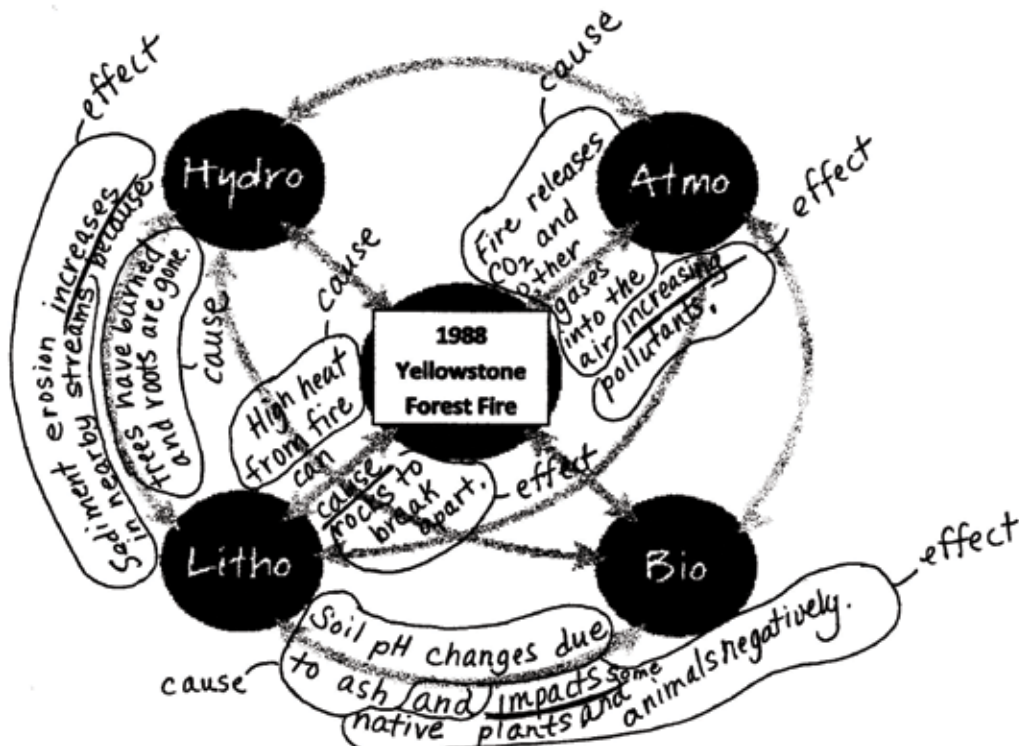 effect
Sediment erosion increases
in nearby streams because
trees have burned
and roots are gone.
cause
Hydro
cause
Fire releases
CO2 and
other
gases
into the
air increasing
pollutants.
effect
Atmo
cause
High heat
from fire
can
cause
rocks to
break
apart.
effect
1988
Yellowstone
Forest Fire
Litho
Bio
Soil pH changes due
to ash and impacts some
native plants and animals negatively.
cause
effect